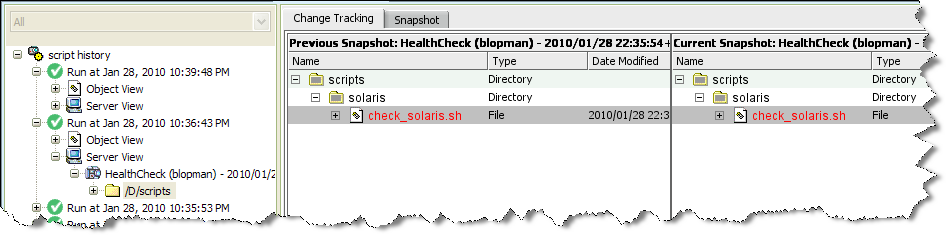 All
script history
Run at Jan 28, 2010 10:39:48 PM
Object View
Server View
Run at Jan 28, 2010 10:36:43 PM
Object View
Server View
HealthCheck (blopman) - 2010/01/2
/D/scripts
Run at Jan 28, 2010 10:35:53 PM
Run at
Change Tracking Snapshot
Previous Snapshot: HealthCheck (blopman) - 2010/01/28 22:35:54+
Name Type Date Modified
scripts Directory
solaris Directory
check_solaris.sh File 2010/01/28 22:3
Current Snapshot: HealthCheck (blopman) -
Name Type
scripts Directory
solaris Directory
check_solaris.sh File